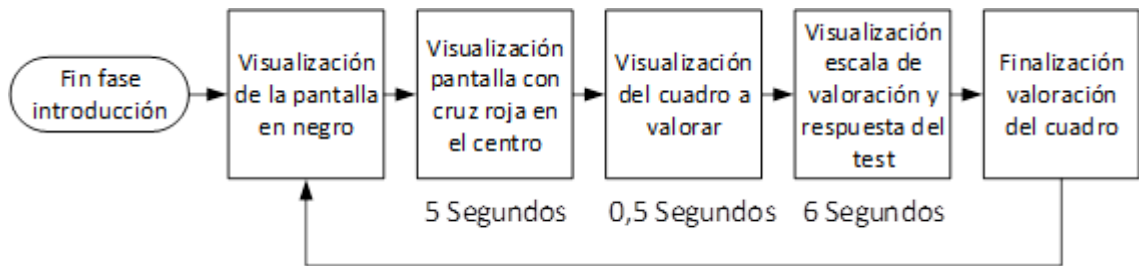 Fin fase
introducción
Visualización
de la pantalla
en negro
Visualización
pantalla con
cruz roja en
el centro
Visualización
del cuadro a
valorar
Visualización
escala de
valoración y
respuesta del
test
Finalización
valoración
del cuadro
5 Segundos
0,5 Segundos
6 Segundos